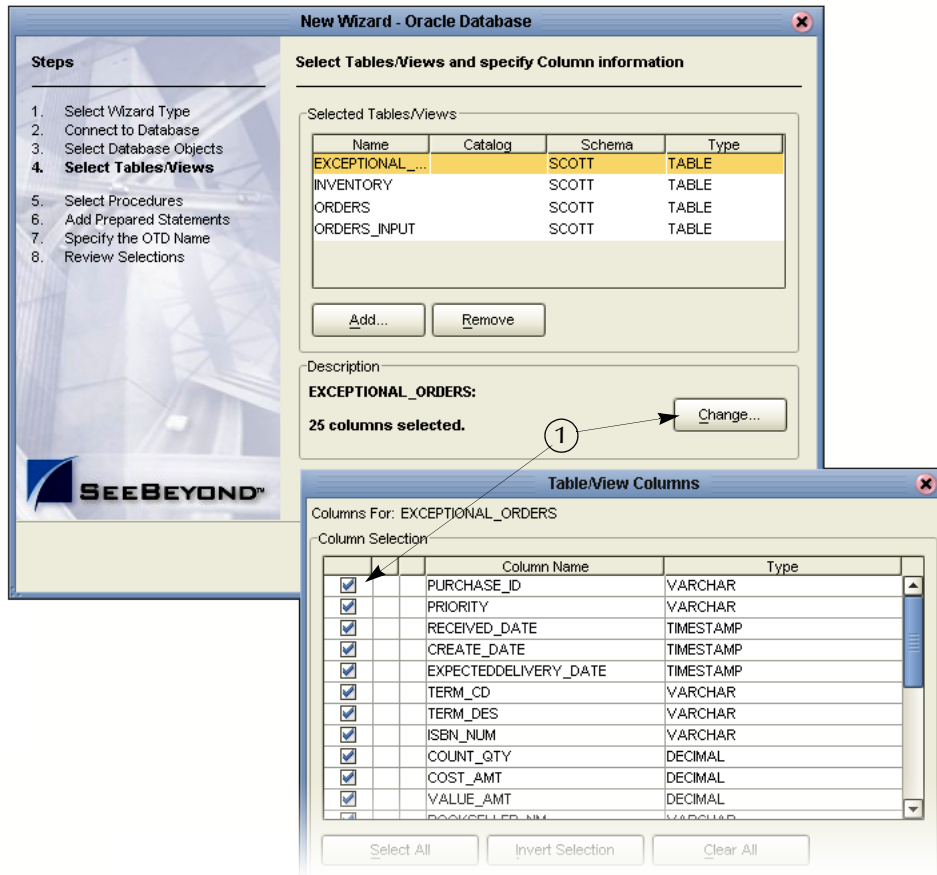 New Wizard - Oracle Database
Steps
1. Select Wizard Type
2. Connect to Database
3. Select Database Objects
4. Select Tables/Views
5. Select Procedures
6. Add Prepared Statements
7. Specify the OTD Name
8. Review Selections
SEEBEYOND™
Select Tables/Views and specify Column information
Selected Tables/Views
Name Catalog Schema Type
EXCEPTIONAL_... SCOTT TABLE
INVENTORY SCOTT TABLE
ORDERS SCOTT TABLE
ORDERS_INPUT SCOTT TABLE
Add... Remove
Description
EXCEPTIONAL_ORDERS:
25 columns selected.
Change...
1
Table/View Columns
Columns For: EXCEPTIONAL_ORDERS
Column Selection
Column Name Type
PURCHASE_ID VARCHAR
PRIORITY VARCHAR
RECEIVED_DATE TIMESTAMP
CREATE_DATE TIMESTAMP
EXPECTEDDELIVERY_DATE TIMESTAMP
TERM_CD VARCHAR
TERM_DES VARCHAR
ISBN_NUM VARCHAR
COUNT_QTY DECIMAL
COST_AMT DECIMAL
VALUE_AMT DECIMAL
BOOKSELLER_NM VARCHAR
Select All Invert Selection Clear All